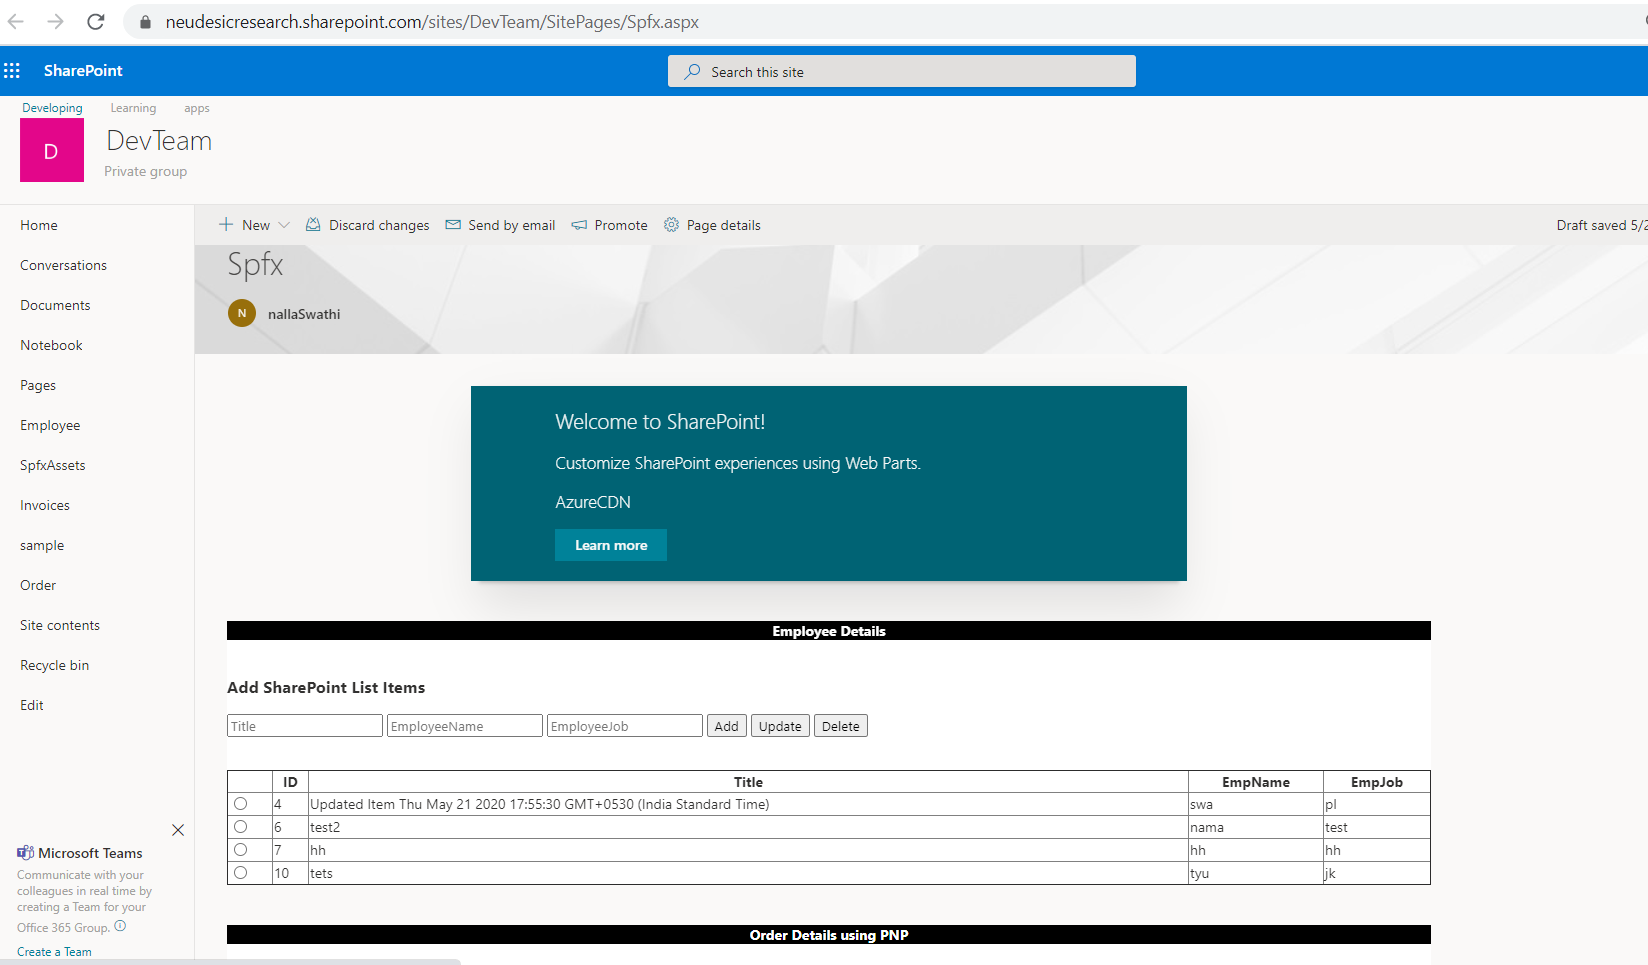 neudesicresearch.sharepoint.com/sites/DevTeam/SitePages/Spfx.aspx
SharePoint
Search this site
Developing Learning apps
D
DevTeam
Private group
Home
Conversations
Documents
Notebook
Pages
Employee
SpfxAssets
Invoices
sample
Order
Site contents
Recycle bin
Edit
Microsoft Teams
Communicate with your
colleagues in real time by
creating a Team for your
Office 365 Group.
Create a Team
New Discard changes Send by email Promote Page details Draft saved 5/2
Spfx
N nallaSwathi
Welcome to SharePoint!
Customize SharePoint experiences using Web Parts.
AzureCDN
Learn more
Employee Details
Add SharePoint List Items
Title EmployeeName EmployeeJob Add Update Delete
ID Title EmpName EmpJob
4 Updated Item Thu May 21 2020 17:55:30 GMT+0530 (India Standard Time) swa pl
6 test2 nama test
7 hh hh hh
10 tets tyu jk
Order Details using PNP